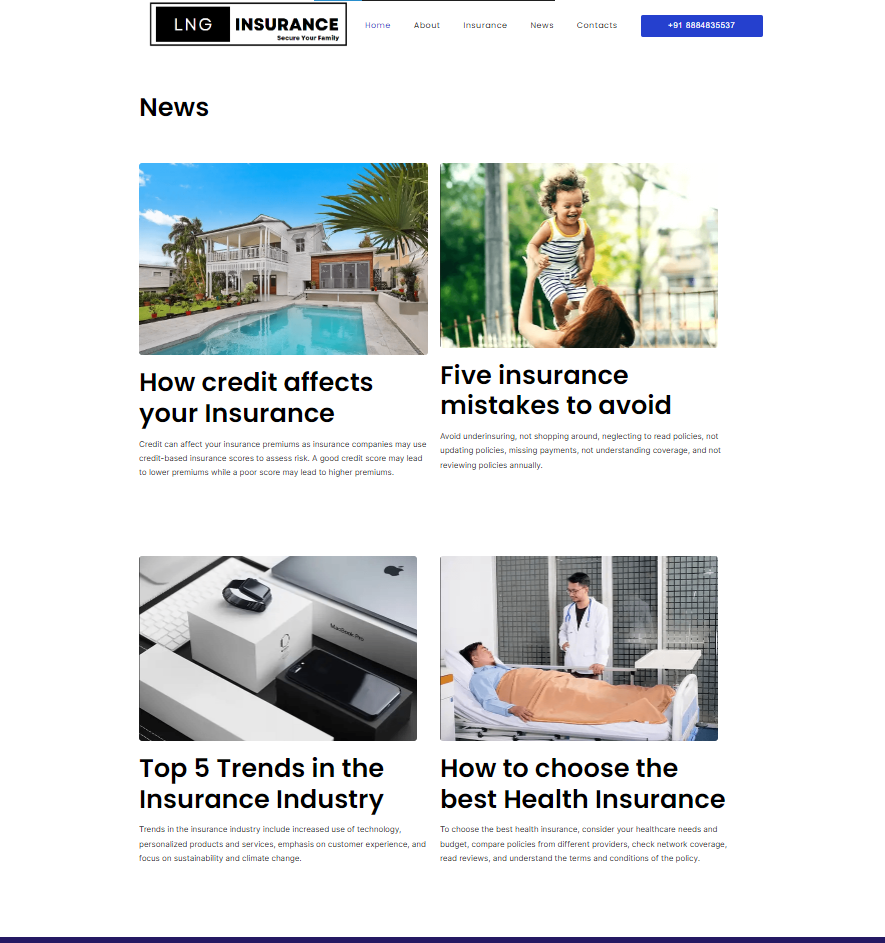 LNG INSURANCE
Secure Your Family
Home About Insurance News Contacts +91 8884835537
News
How credit affects
your Insurance
Credit can affect your insurance premiums as insurance companies may use
credit-based insurance scores to assess risk. A good credit score may lead
to lower premiums while a poor score may lead to higher premiums.
Five insurance
mistakes to avoid
Avoid underinsuring, not shopping around, neglecting to read policies, not
updating policies, missing payments, not understanding coverage, and not
reviewing policies annually.
MacBook Pro
Top 5 Trends in the
Insurance Industry
Trends in the insurance industry include increased use of technology,
personalized products and services, emphasis on customer experience, and
focus on sustainability and climate change.
How to choose the
best Health Insurance
To choose the best health insurance, consider your healthcare needs and
budget, compare policies from different providers, check network coverage,
read reviews, and understand the terms and conditions of the policy.